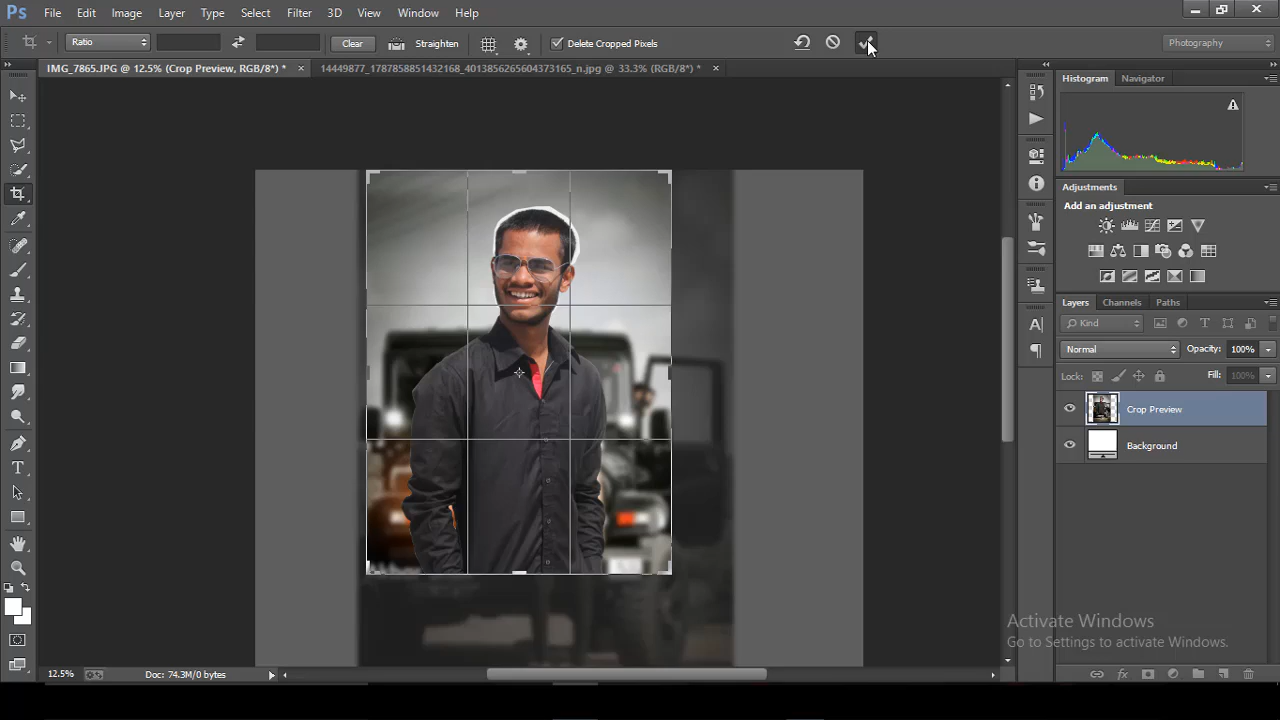 Ps File Edit Image Layer Type Select Filter 3D View Window Help
Ratio Clear Straighten Delete Cropped Pixels Photography
IMG_7865.JPG @ 12.5% (Crop Preview, RGB/8*) * × 14449877_1787858851432168_4013856265604373165_n.jpg @ 33.3% (RGB/8*) * ×
Histogram Navigator
Adjustments
Add an adjustment
Layers Channels Paths
Kind
Normal Opacity: 100%
Lock: Fill: 100%
Crop Preview
Background
Activate Windows
Go to Settings to activate Windows.
12.5% Doc: 74.3M/0 bytes